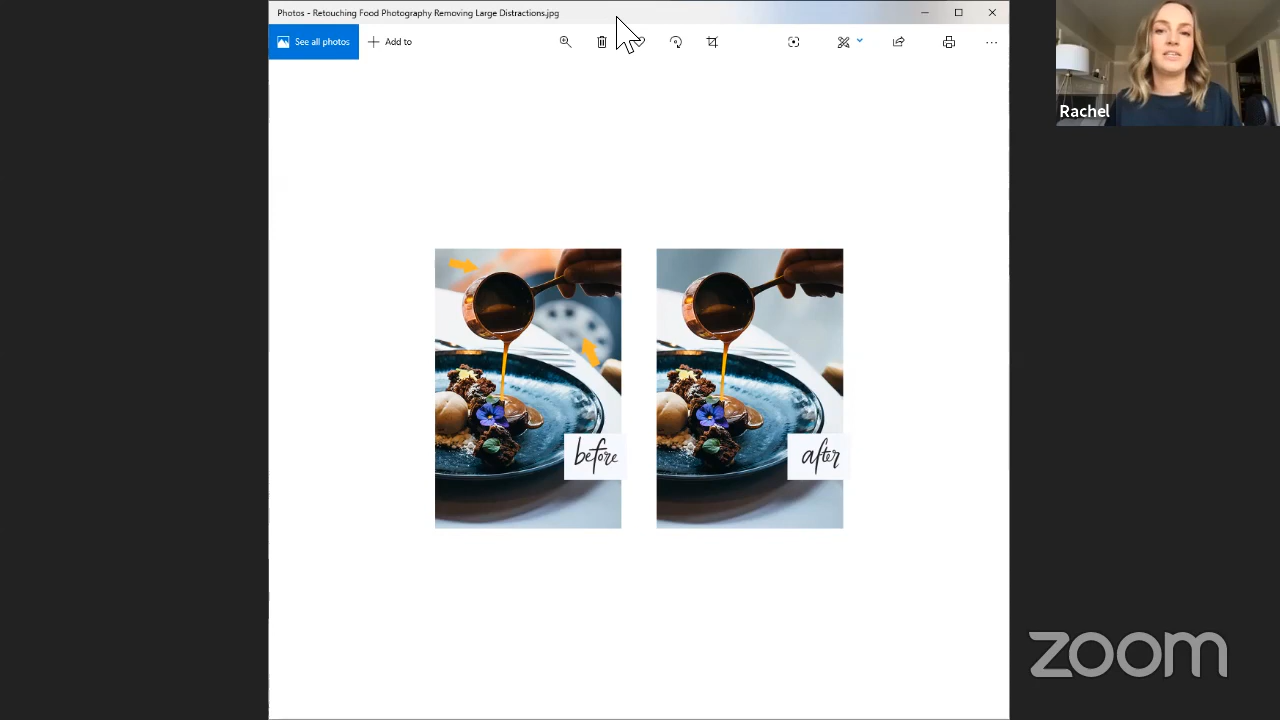 Photos - Retouching Food Photography Removing Large Distractions.jpg
See all photos
Add to
Rachel
before
after
zoom